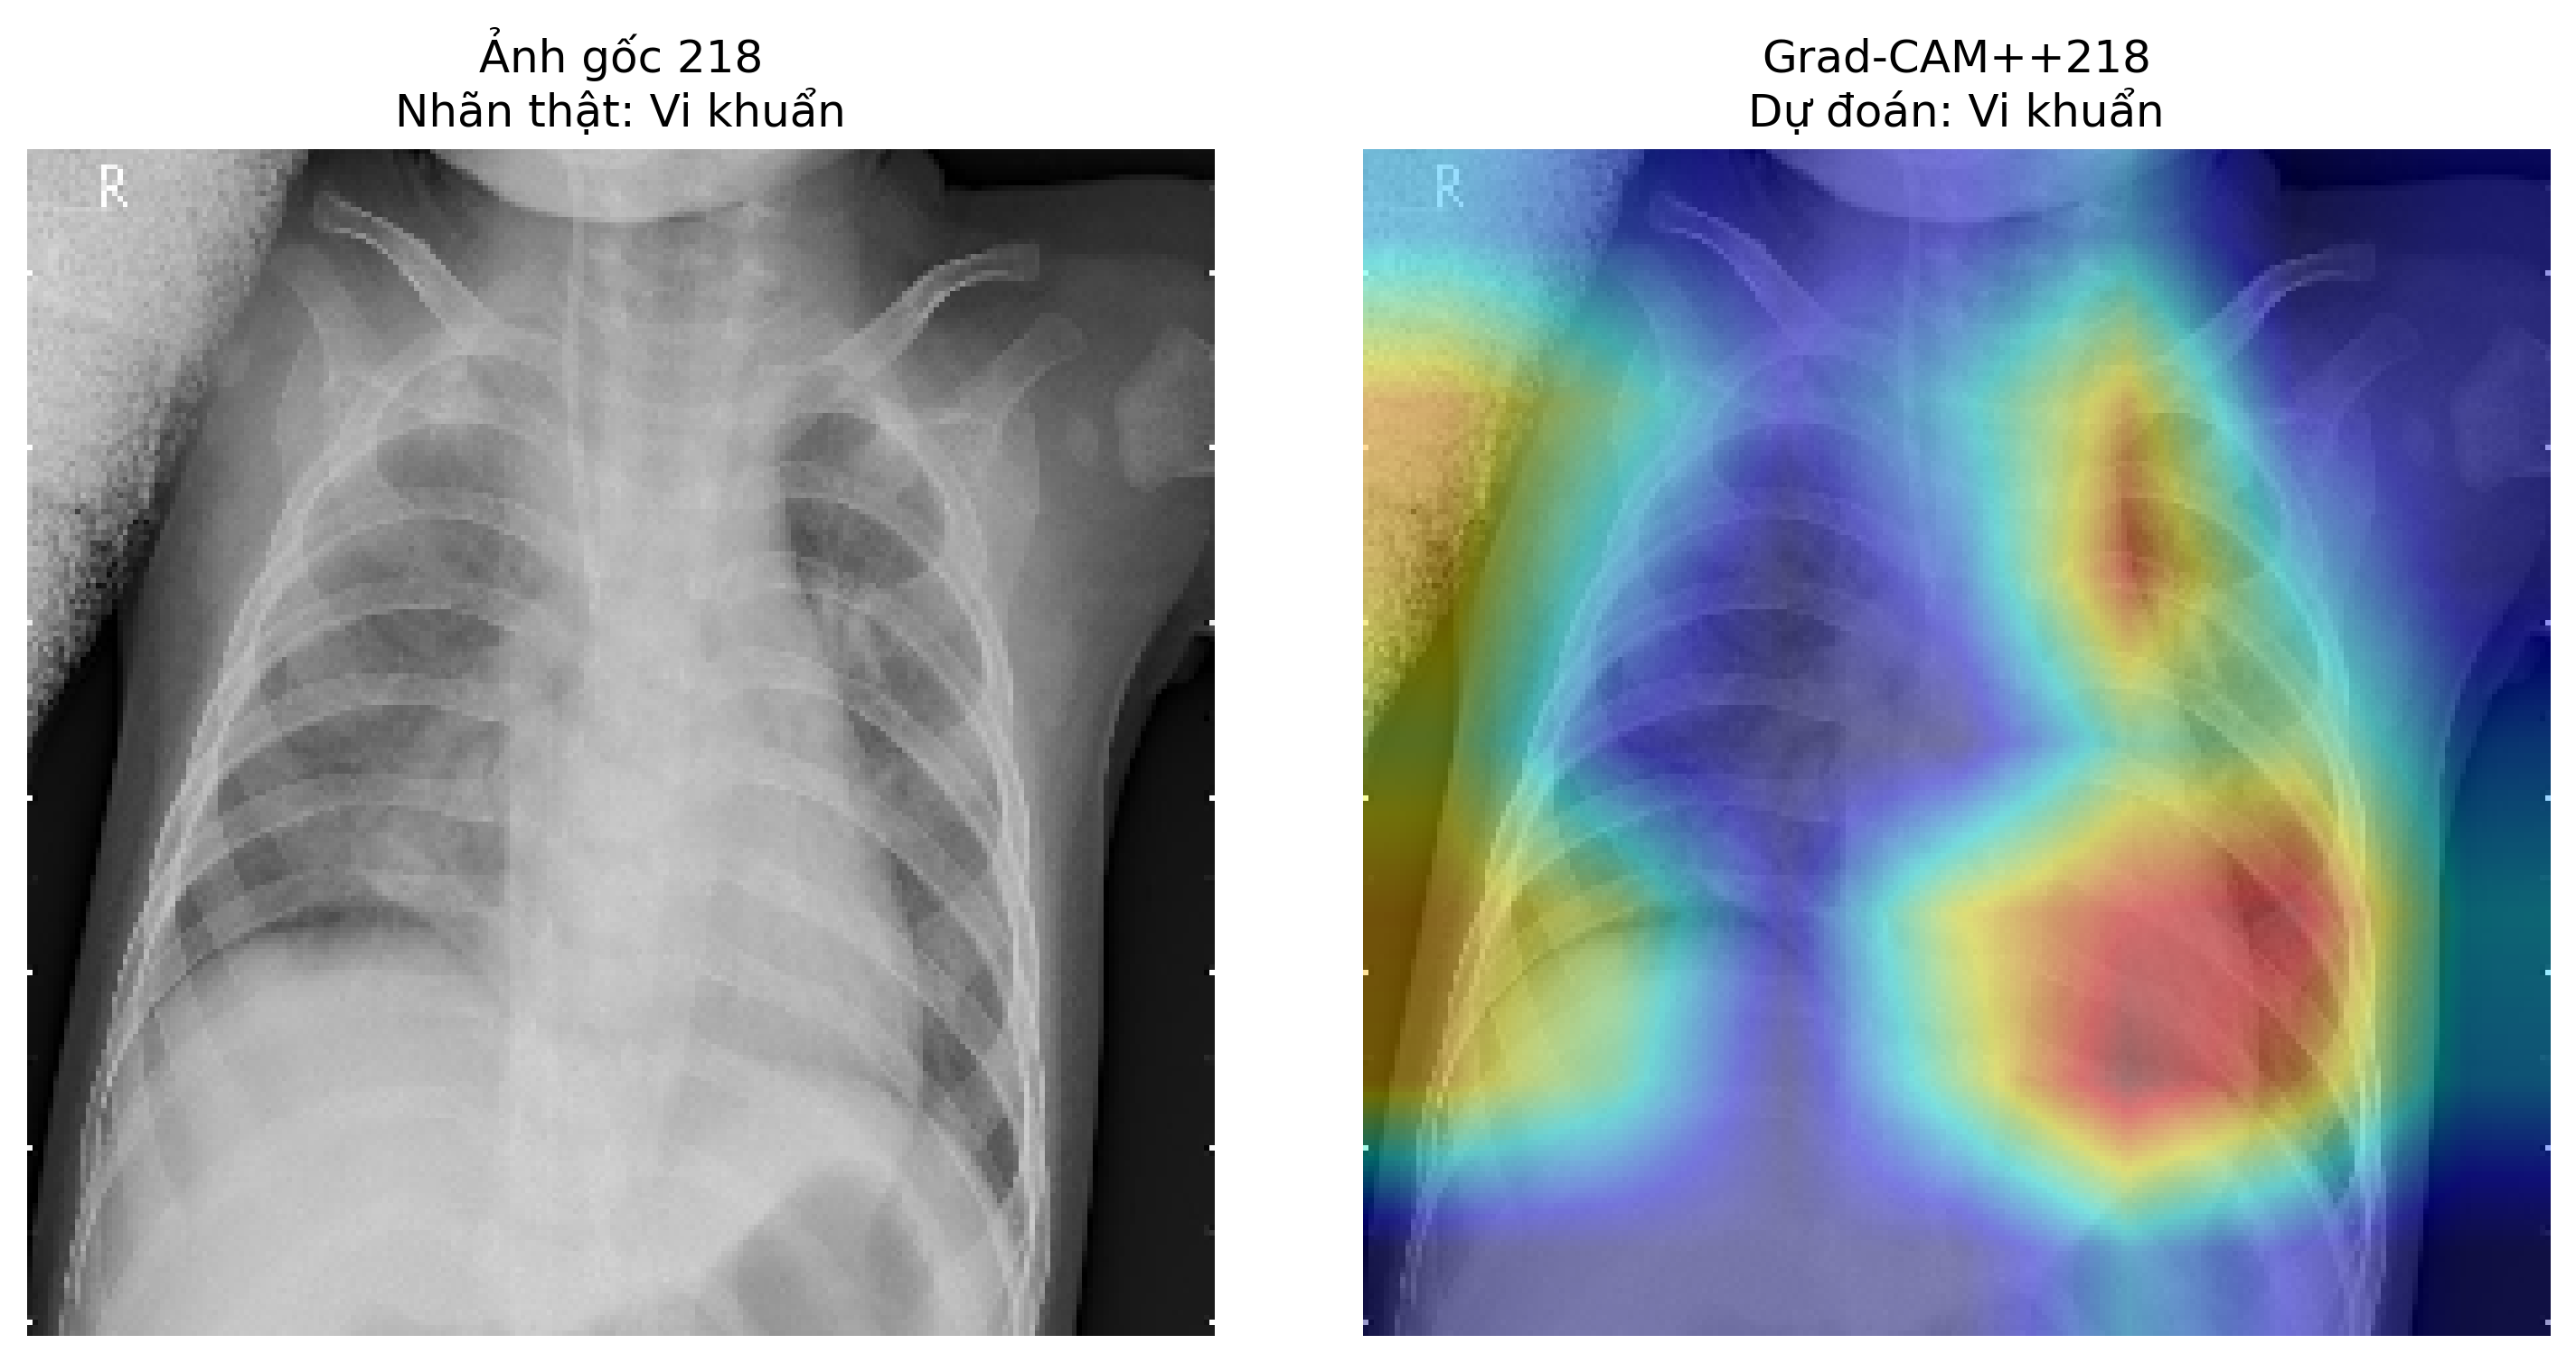 Ảnh gốc 218
Nhãn thật: Vi khuẩn
R
Grad-CAM++218
Dự đoán: Vi khuẩn
R